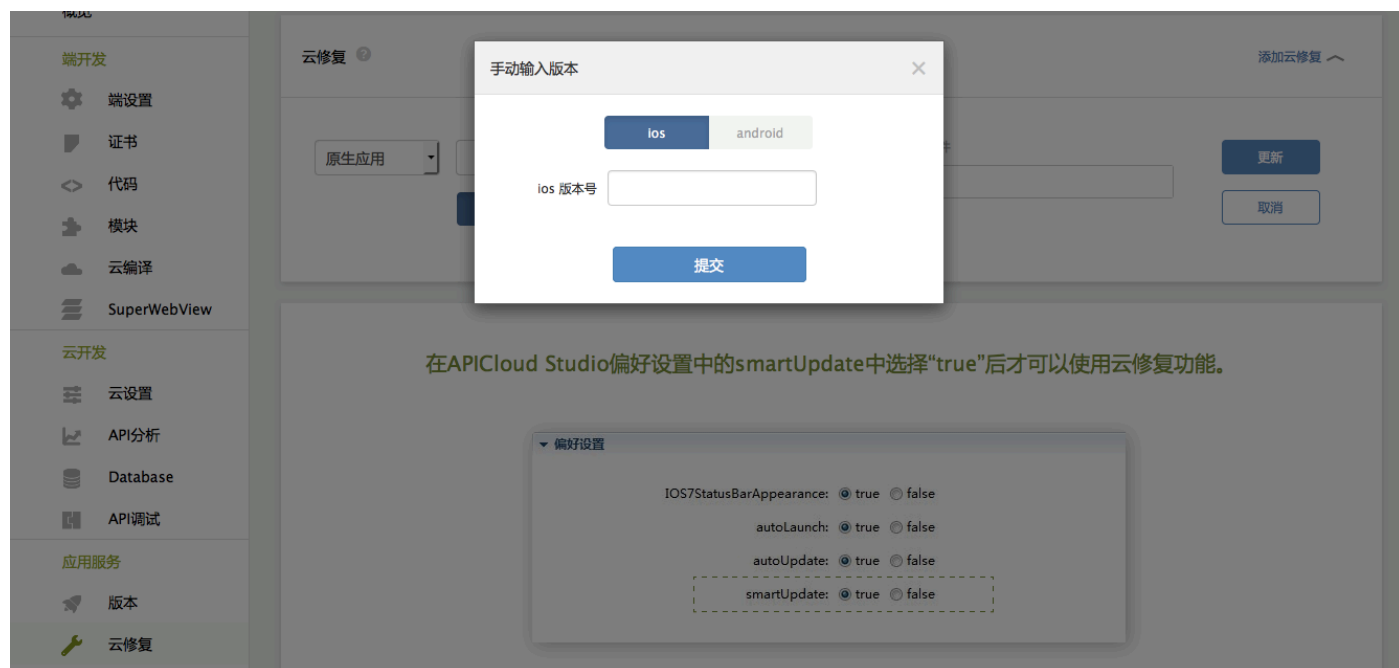 概览
端开发
端设置
证书
代码
模块
云编译
SuperWebView
云开发
云设置
API分析
Database
API调试
应用服务
版本
云修复
云修复
添加云修复
原生应用
更新
取消
手动输入版本
ios
android
ios 版本号
提交
在APICloud Studio偏好设置中的smartUpdate中选择“true”后才可以使用云修复功能。
偏好设置
IOS7StatusBarAppearance: true false
autoLaunch: true false
autoUpdate: true false
smartUpdate: true false